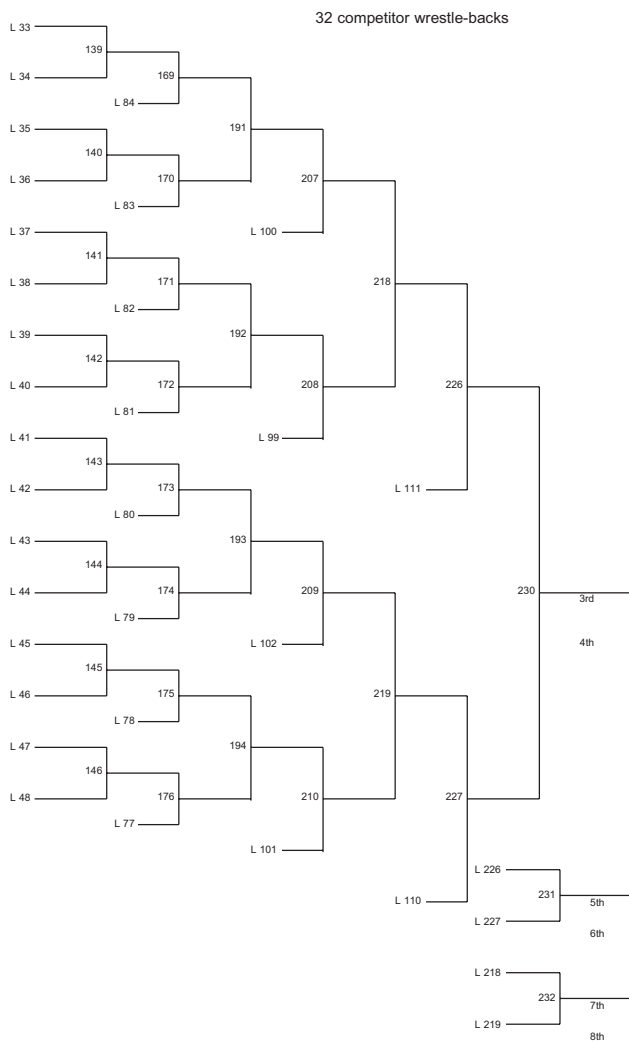 32 competitor wrestle-backs
L 33
139
L 34
169
L 84
191
L 35
140
L 36
170
L 83
207
L 100
L 37
141
L 38
171
L 82
218
192
L 39
142
L 40
172
L 81
208
L 99
226
L 41
143
L 42
173
L 80
L 111
193
L 43
144
L 44
174
L 79
209
L 102
230
3rd
4th
L 45
145
L 46
175
L 78
219
194
L 47
146
L 48
176
L 77
210
L 101
227
L 110
L 226
231
5th
L 227
6th
L 218
232
7th
L 219
8th